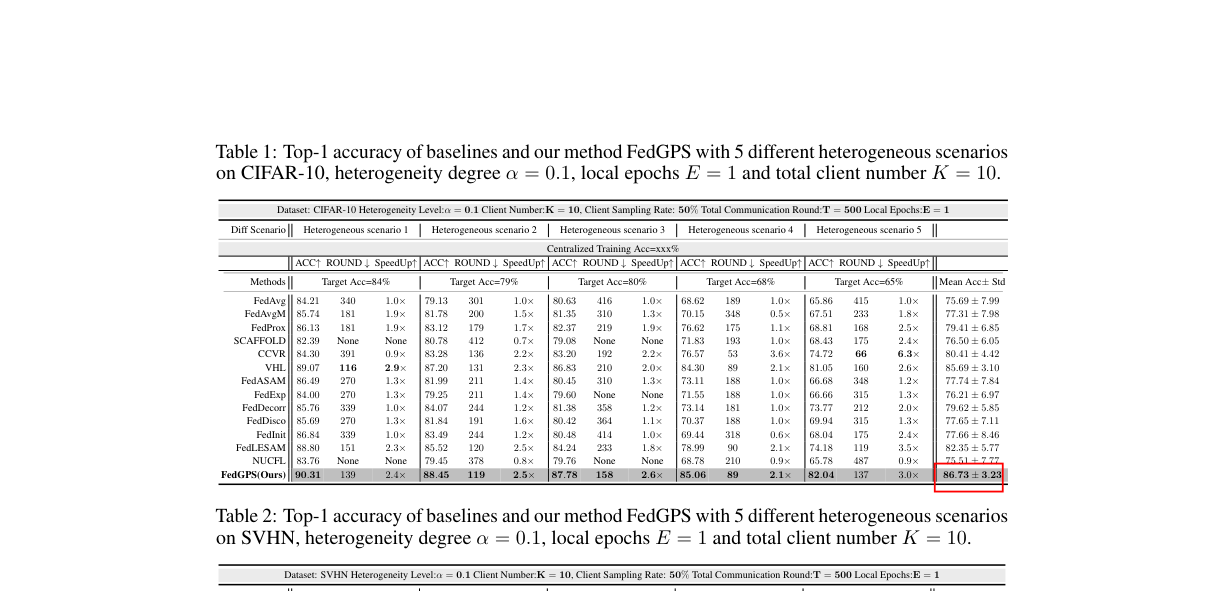 Table 1: Top-1 accuracy of baselines and our method FedGPS with 5 different heterogeneous scenarios
on CIFAR-10, heterogeneity degree α = 0.1, local epochs E = 1 and total client number K = 10.
Dataset: CIFAR-10 Heterogeneity Level:α = 0.1 Client Number:K = 10, Client Sampling Rate: 50% Total Communication Round:T = 500 Local Epochs:E = 1
Diff Scenario Heterogeneous scenario 1 Heterogeneous scenario 2 Heterogeneous scenario 3 Heterogeneous scenario 4 Heterogeneous scenario 5
Centralized Training Acc=xxx%
ACC↑ ROUND ↓ SpeedUp↑ ACC↑ ROUND ↓ SpeedUp↑ ACC↑ ROUND ↓ SpeedUp↑ ACC↑ ROUND ↓ SpeedUp↑ ACC↑ ROUND ↓ SpeedUp↑
Methods Target Acc=84% Target Acc=79% Target Acc=80% Target Acc=68% Target Acc=65% Mean Acc± Std
FedAvg 84.21 340 1.0× 79.13 301 1.0× 80.63 416 1.0× 68.62 189 1.0× 65.86 415 1.0× 75.69 ± 7.99
FedAvgM 85.74 181 1.9× 81.78 200 1.5× 81.35 310 1.3× 70.15 348 0.5× 67.51 233 1.8× 77.31 ± 7.98
FedProx 86.13 181 1.9× 83.12 179 1.7× 82.37 219 1.9× 76.62 175 1.1× 68.81 168 2.5× 79.41 ± 6.85
SCAFFOLD 82.39 None None 80.78 412 0.7× 79.08 None None 71.83 193 1.0× 68.43 175 2.4× 76.50 ± 6.05
CCVR 84.30 391 0.9× 83.28 136 2.2× 83.20 192 2.2× 76.57 53 3.6× 74.72 66 6.3× 80.41 ± 4.42
VHL 89.07 116 2.9× 87.20 131 2.3× 86.83 210 2.0× 84.30 89 2.1× 81.05 160 2.6× 85.69 ± 3.10
FedASAM 86.49 270 1.3× 81.99 211 1.4× 80.45 310 1.3× 73.11 188 1.0× 66.68 348 1.2× 77.74 ± 7.84
FedExp 84.00 270 1.3× 79.25 211 1.4× 79.60 None None 71.55 188 1.0× 66.66 315 1.3× 76.21 ± 6.97
FedDecorr 85.76 339 1.0× 84.07 244 1.2× 81.38 358 1.2× 73.14 181 1.0× 73.77 212 2.0× 79.62 ± 5.85
FedDisco 85.69 270 1.3× 81.84 191 1.6× 80.42 364 1.1× 70.37 188 1.0× 69.94 315 1.3× 77.65 ± 7.11
FedInit 86.84 339 1.0× 83.49 244 1.2× 80.48 414 1.0× 69.44 318 0.6× 68.04 175 2.4× 77.66 ± 8.46
FedLESAM 88.80 151 2.3× 85.52 120 2.5× 84.24 233 1.8× 78.99 90 2.1× 74.18 119 3.5× 82.35 ± 5.77
NUCFL 83.76 None None 79.45 378 0.8× 79.76 None None 68.78 210 0.9× 65.78 487 0.9× 75.51 ± 7.77
FedGPS(Ours) 90.31 139 2.4× 88.45 119 2.5× 87.78 158 2.6× 85.06 89 2.1× 82.04 137 3.0× 86.73 ± 3.23
Table 2: Top-1 accuracy of baselines and our method FedGPS with 5 different heterogeneous scenarios
on SVHN, heterogeneity degree α = 0.1, local epochs E = 1 and total client number K = 10.
Dataset: SVHN Heterogeneity Level:α = 0.1 Client Number:K = 10, Client Sampling Rate: 50% Total Communication Round:T = 500 Local Epochs:E = 1